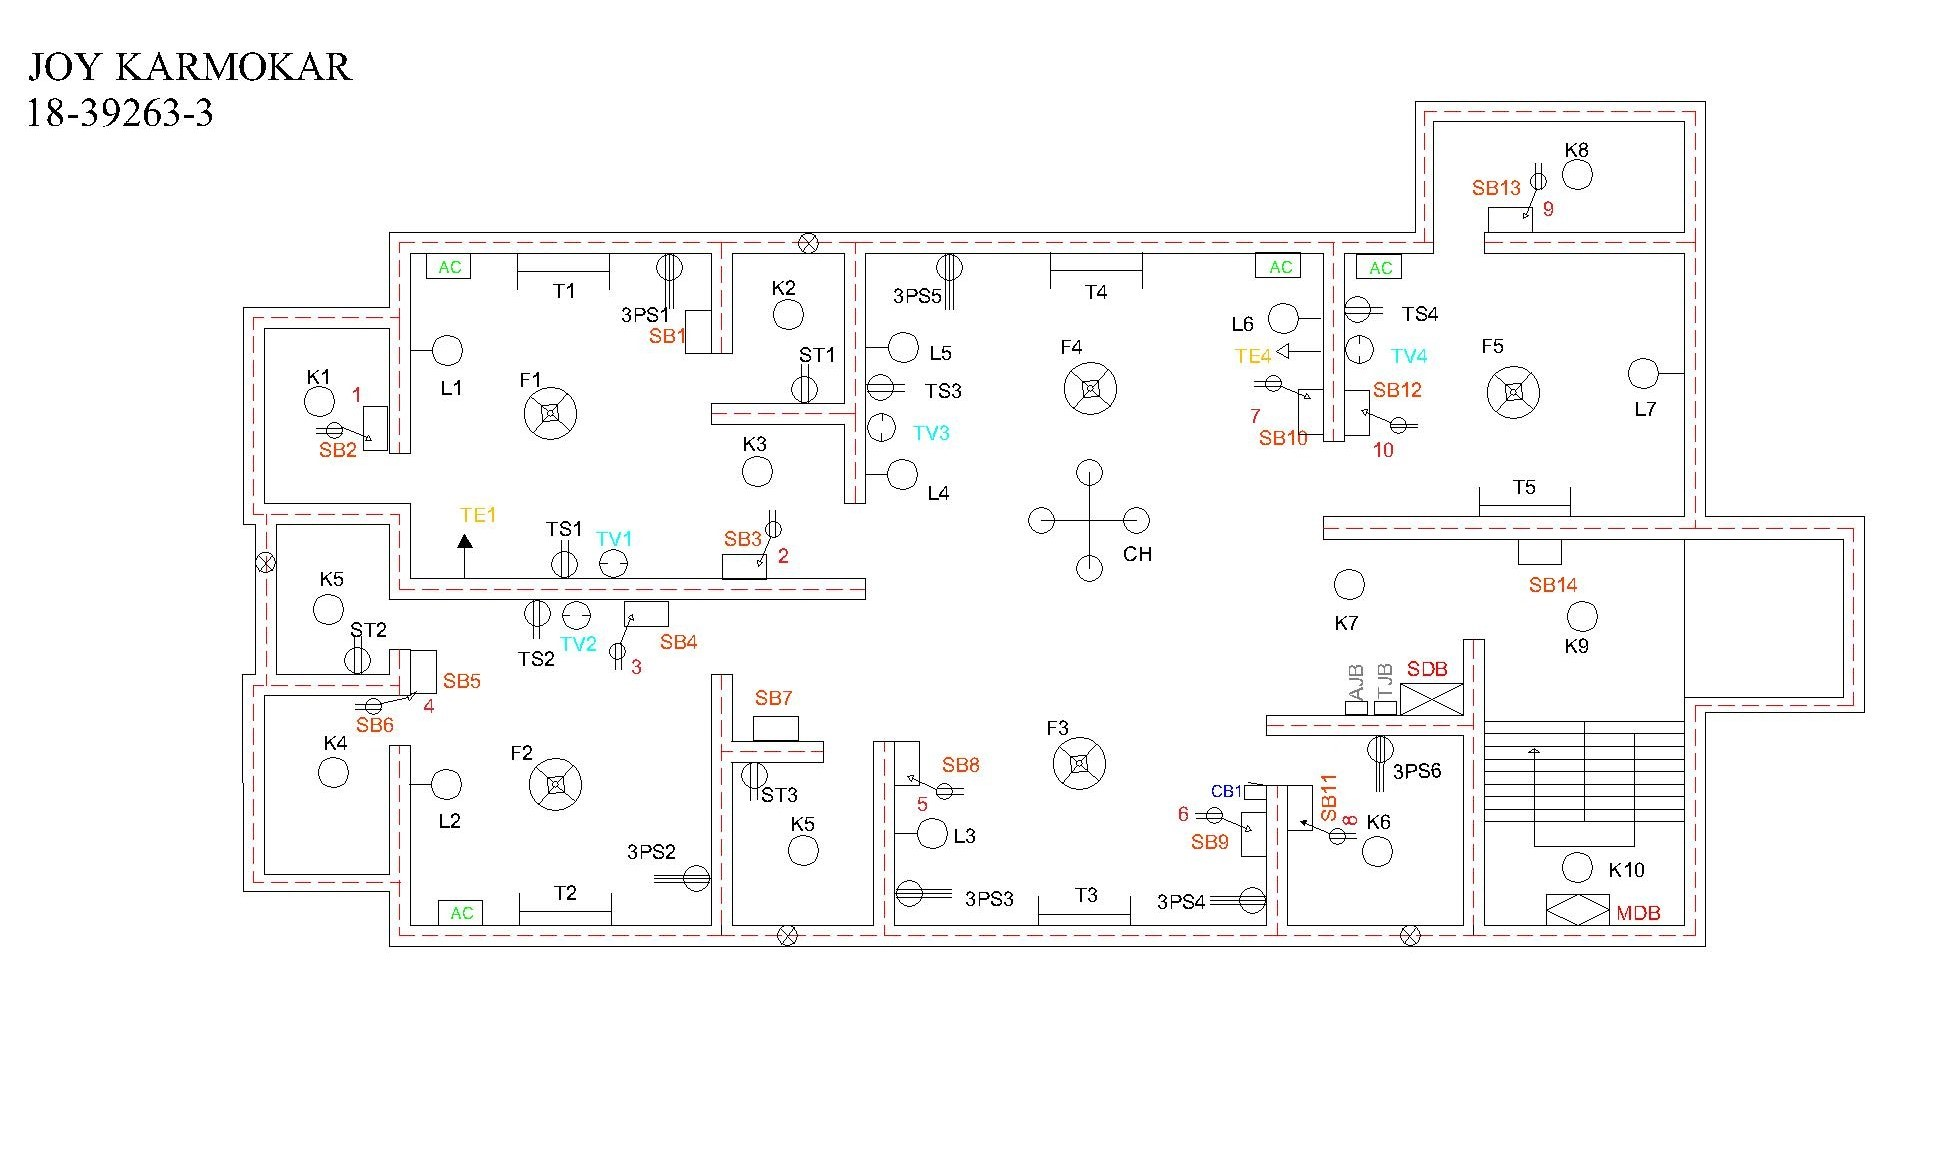 JOY KARMOKAR
18-39263-3
K8
SB13
9
AC
T1
3PS1
SB1
K2
ST1
3PS5
T4
AC
AC
L6
TE4
TS4
TV4
F5
L1
F1
L5
TS3
TV3
L4
F4
K1
1
SB2
SB12
7
SB10
10
L7
K3
T5
TE1
TS1
TV1
SB3
2
CH
K5
ST2
TS2
TV2
3
SB4
K7
SB14
K9
AJB
TJB
SDB
SB5
4
SB6
SB7
K4
F2
L2
ST3
K5
F3
SB8
5
L3
CB1
6
SB9
SB11
8
3PS6
K6
3PS2
AC
T2
3PS3
T3
3PS4
K10
MDB